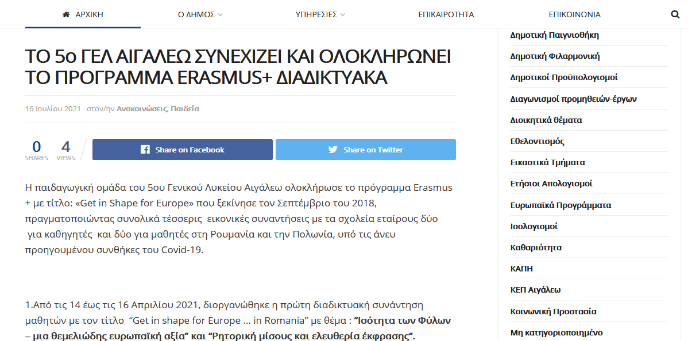 ΑΡΧΙΚΗ
Ο ΔΗΜΟΣ
ΥΠΗΡΕΣΙΕΣ
ΕΠΙΚΑΙΡΟΤΗΤΑ
ΕΠΙΚΟΙΝΩΝΙΑ
ΤΟ 5ο ΓΕΛ ΑΙΓΑΛΕΩ ΣΥΝΕΧΙΖΕΙ ΚΑΙ ΟΛΟΚΛΗΡΩΝΕΙ
ΤΟ ΠΡΟΓΡΑΜΜΑ ERASMUS+ ΔΙΑΔΙΚΤΥΑΚΑ
16 Ιουλίου 2021 στον/ην Ανακοινώσεις, Παιδεία
0
SHARES
4
VIEWS
Share on Facebook
Share on Twitter
Η παιδαγωγική ομάδα του 5ου Γενικού Λυκείου Αιγάλεω ολοκλήρωσε το πρόγραμμα Erasmus
+ με τίτλο: «Get in Shape for Europe» που ξεκίνησε τον Σεπτέμβριο του 2018,
πραγματοποιώντας συνολικά τέσσερις εικονικές συναντήσεις με τα σχολεία εταίρους δύο
για καθηγητές και δύο για μαθητές στη Ρουμανία και την Πολωνία, υπό τις άνευ
προηγουμένου συνθήκες του Covid-19.
1.Από τις 14 έως τις 16 Απριλίου 2021, διοργανώθηκε η πρώτη διαδικτυακή συνάντηση
μαθητών με τον τίτλο “Get in shape for Europe … in Romania” με θέμα : “Ισότητα των Φύλων
– μια θεμελιώδης ευρωπαϊκή αξία” και “Ρητορική μίσους και ελευθερία έκφρασης”.
Δημοτική Παιγνιοθήκη
Δημοτική Φιλαρμονική
Δημοτικοί Προϋπολογισμοί
Διαγωνισμοί προμηθειών-έργων
Διοικητικά θέματα
Εθελοντισμός
Εικαστικά Τμήματα
Ετήσιοι Απολογισμοί
Ευρωπαϊκά Προγράμματα
Ισολογισμοί
Καθαριότητα
ΚΑΠΗ
ΚΕΠ Αιγάλεω
Κοινωνική Προστασία
Μη κατηγοριοποιημένο